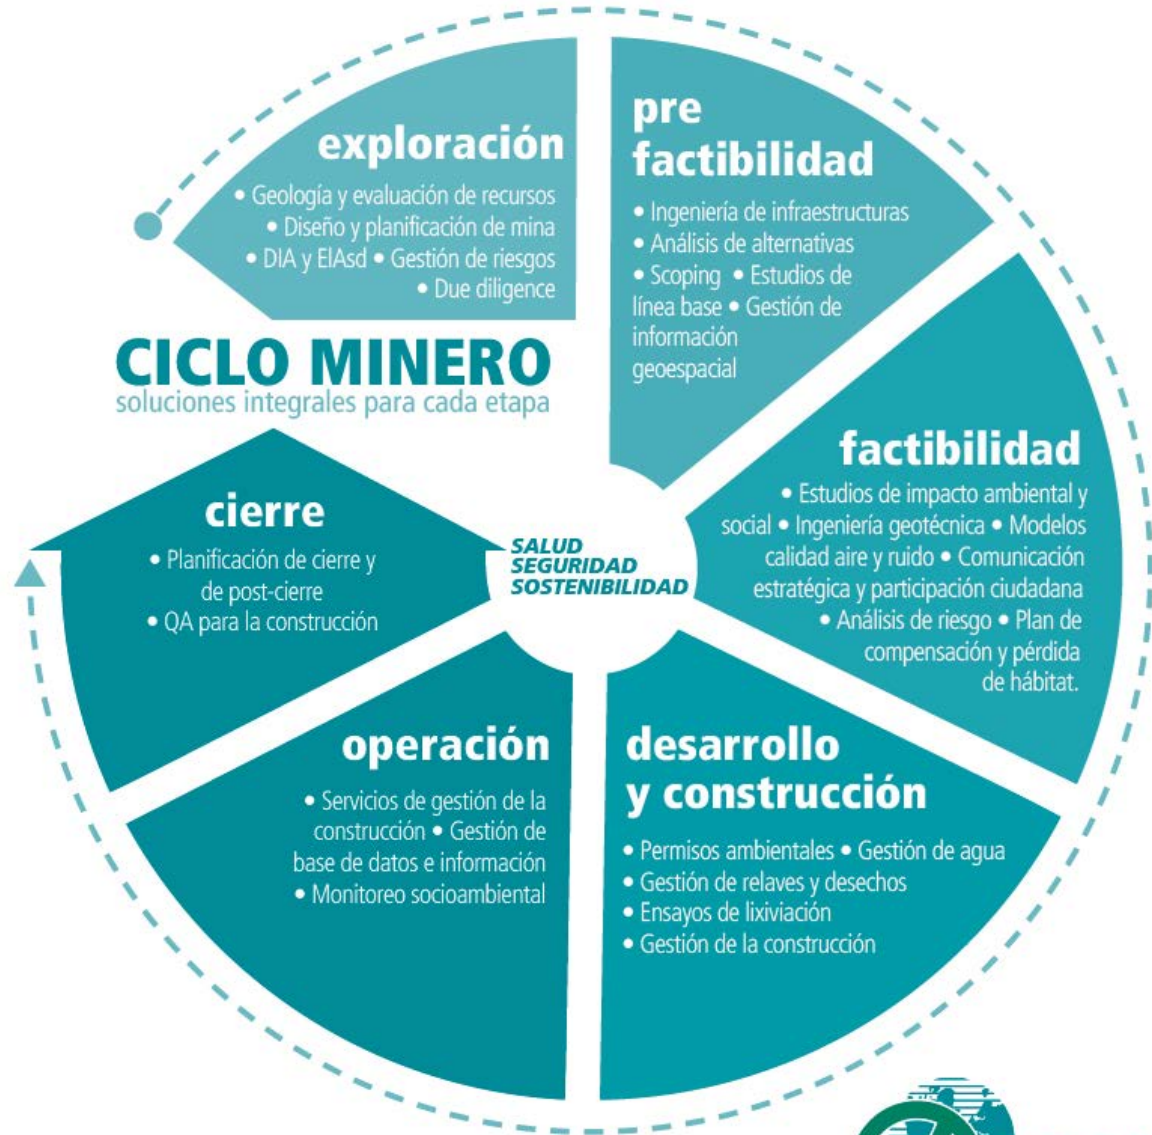 exploración
• Geología y evaluación de recursos
• Diseño y planificación de mina
• DIA y EIAsd • Gestión de riesgos
• Due diligence
pre
factibilidad
• Ingeniería de infraestructuras
• Análisis de alternativas
• Scoping • Estudios de
línea base • Gestión de
información
geoespacial
CICLO MINERO
soluciones integrales para cada etapa
factibilidad
• Estudios de impacto ambiental y
social • Ingeniería geotécnica • Modelos
calidad aire y ruido • Comunicación
estratégica y participación ciudadana
• Análisis de riesgo • Plan de
compensación y pérdida
de hábitat.
desarrollo
y construcción
• Permisos ambientales • Gestión de agua
• Gestión de relaves y desechos
• Ensayos de lixiviación
• Gestión de la construcción
operación
• Servicios de gestión de la
construcción • Gestión de
base de datos e información
• Monitoreo socioambiental
cierre
• Planificación de cierre y
de post-cierre
• QA para la construcción
SALUD
SEGURIDAD
SOSTENIBILIDAD